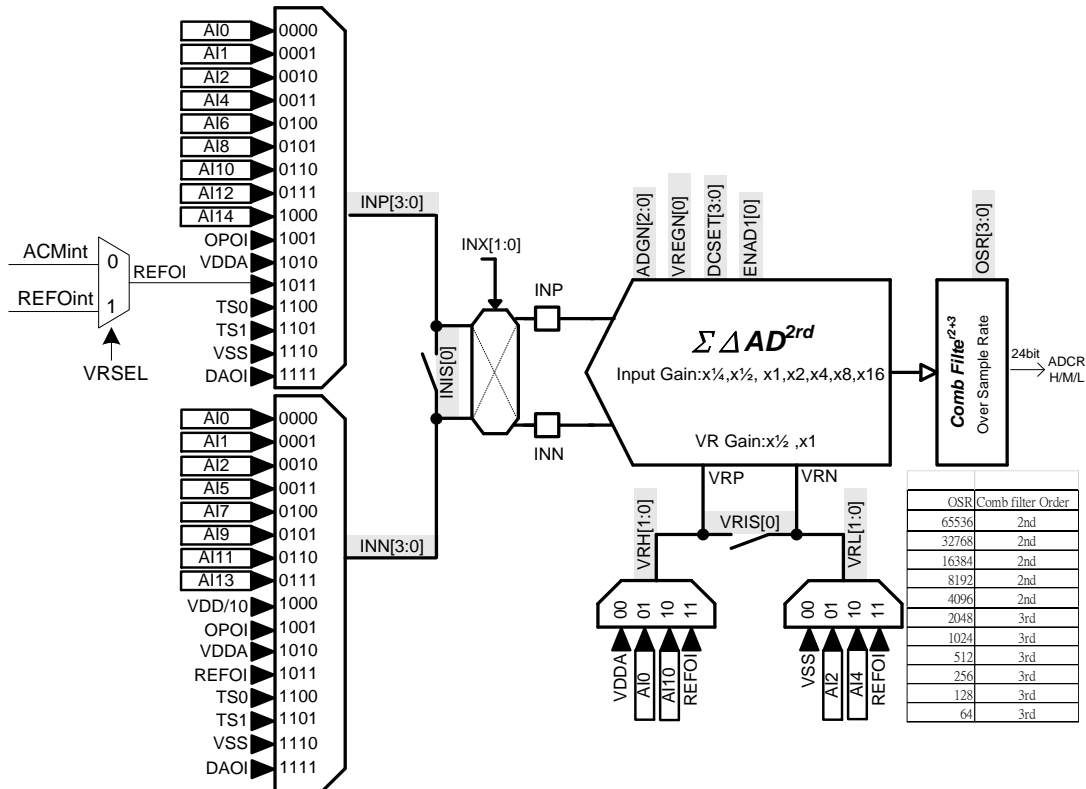 AI0 0000
AI1 0001
AI2 0010
AI4 0011
AI6 0100
AI8 0101
AI10 0110
AI12 0111
AI14 1000
OPOI 1001
VDDA 1010
1011
TS0 1100
TS1 1101
VSS 1110
DAOI 1111
ACMint 0
REFOint 1
REFOI
VRSEL
INP[3:0]
AI0 0000
AI1 0001
AI2 0010
AI5 0011
AI7 0100
AI9 0101
AI11 0110
AI13 0111
VDD/10 1000
OPOI 1001
VDDA 1010
REFOI 1011
TS0 1100
TS1 1101
VSS 1110
DAOI 1111
INN[3:0]
INIS[0]
INX[1:0]
INP
INN
ADGN[2:0]
VREGN[0]
DCSET[3:0]
ENAD1[0]
ΣΔAD2rd
Input Gain:x¼,x½, x1,x2,x4,x8,x16
VR Gain:x½ ,x1
VRP
VRN
VRH[1:0]
VRIS[0]
VRL[1:0]
00 01 10 11
VDDA AI0 AI10 REFOI
00 01 10 11
VSS AI2 AI4 REFOI
OSR[3:0]
Comb Filter2+3
Over Sample Rate
24bit
ADCR
H/M/L
OSR Comb filter Order
65536 2nd
32768 2nd
16384 2nd
8192 2nd
4096 2nd
2048 3rd
1024 3rd
512 3rd
256 3rd
128 3rd
64 3rd